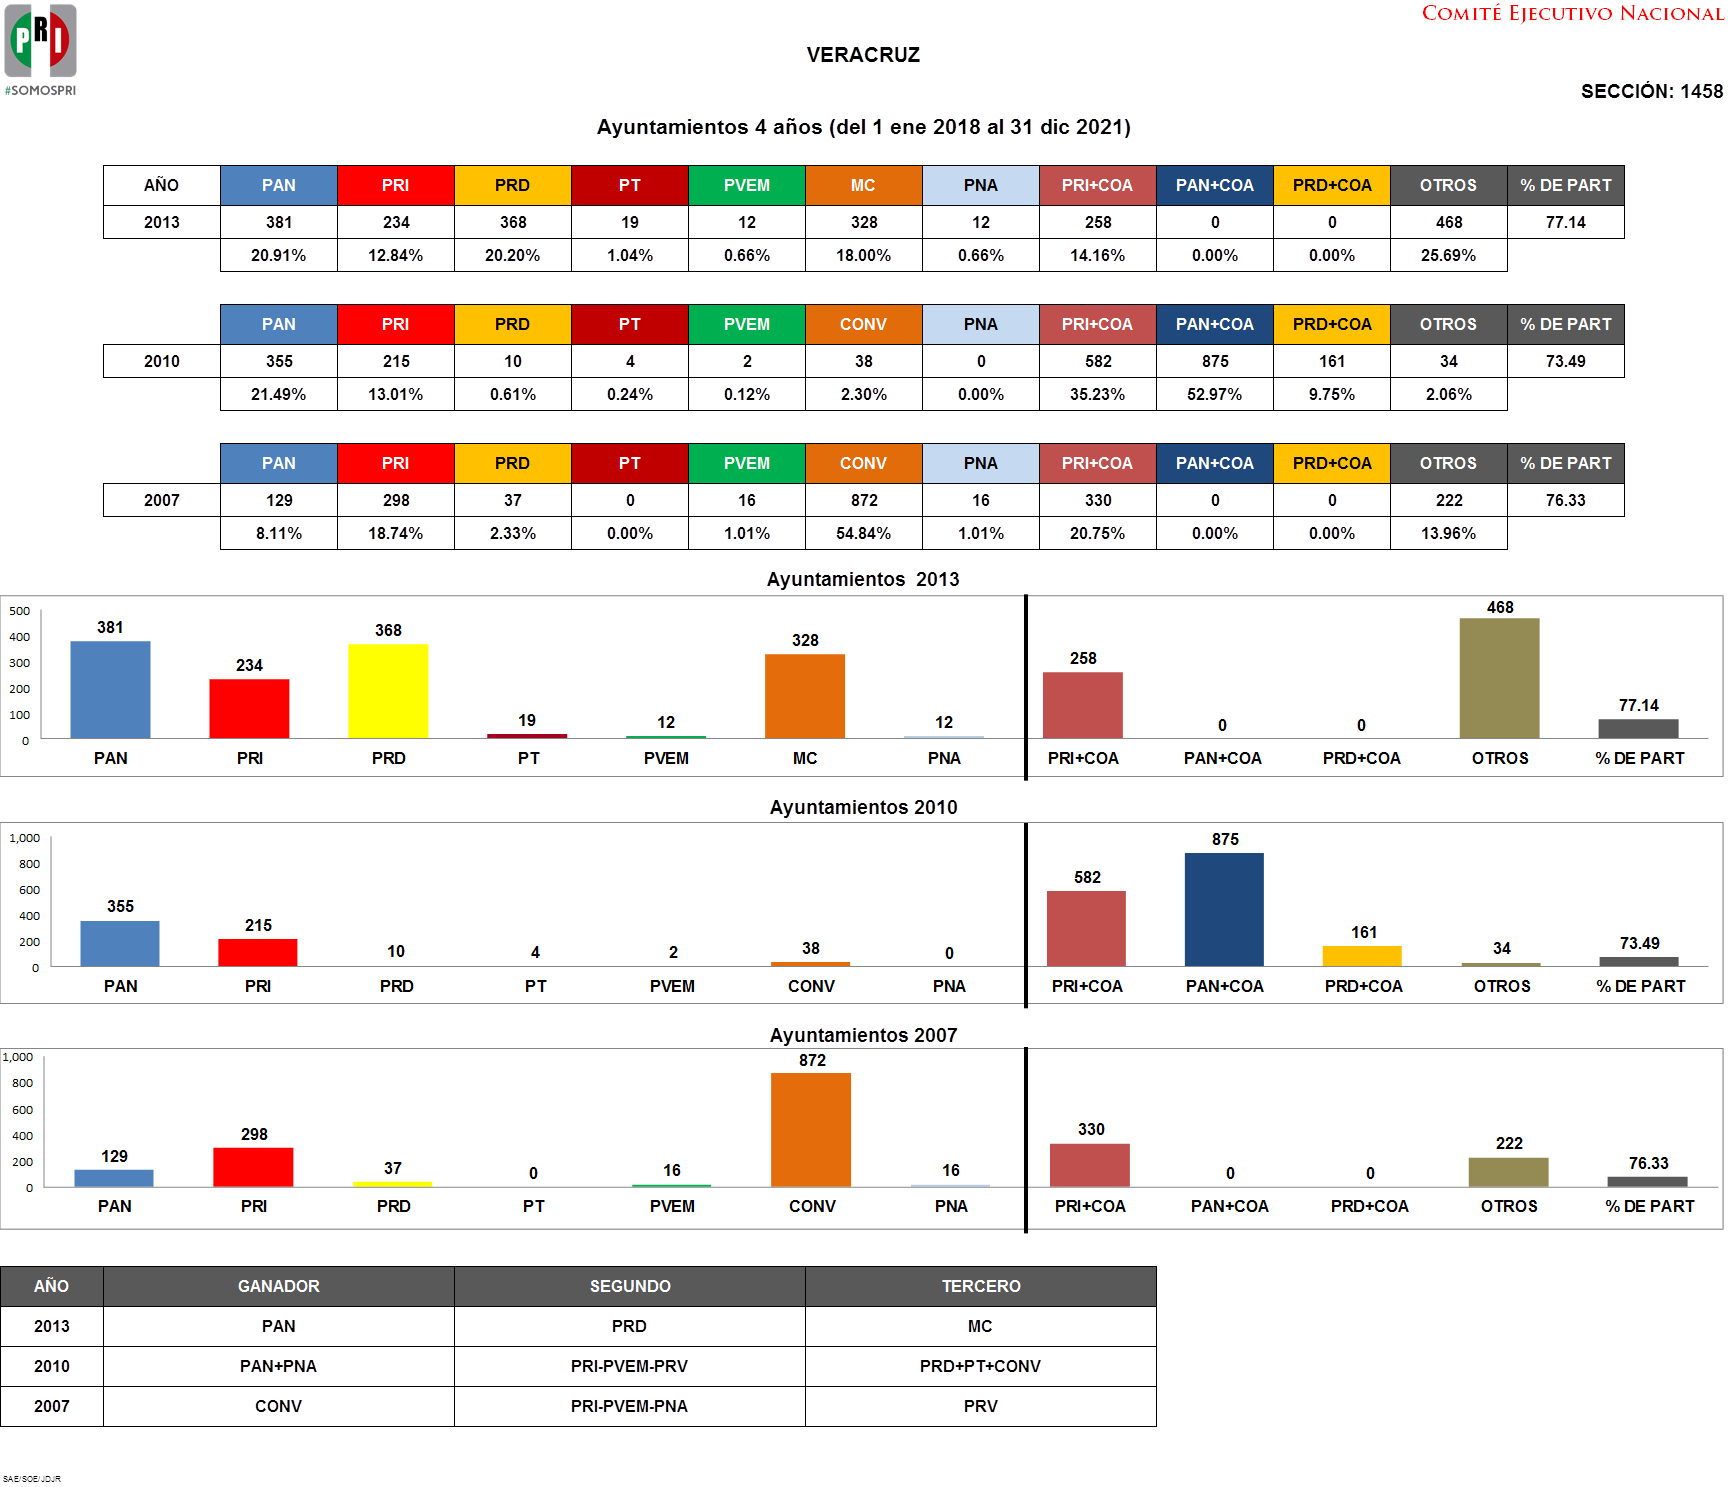 PRI
#SOMOSPRI
COMITÉ EJECUTIVO NACIONAL
VERACRUZ
SECCIÓN: 1458
Ayuntamientos 4 años (del 1 ene 2018 al 31 dic 2021)
AÑO PAN PRI PRD PT PVEM MC PNA PRI+COA PAN+COA PRD+COA OTROS % DE PART
2013 381 234 368 19 12 328 12 258 0 0 468 77.14
20.91% 12.84% 20.20% 1.04% 0.66% 18.00% 0.66% 14.16% 0.00% 0.00% 25.69%
PAN PRI PRD PT PVEM CONV PNA PRI+COA PAN+COA PRD+COA OTROS % DE PART
2010 355 215 10 4 2 38 0 582 875 161 34 73.49
21.49% 13.01% 0.61% 0.24% 0.12% 2.30% 0.00% 35.23% 52.97% 9.75% 2.06%
PAN PRI PRD PT PVEM CONV PNA PRI+COA PAN+COA PRD+COA OTROS % DE PART
2007 129 298 37 0 16 872 16 330 0 0 222 76.33
8.11% 18.74% 2.33% 0.00% 1.01% 54.84% 1.01% 20.75% 0.00% 0.00% 13.96%
Ayuntamientos 2013
500
400
300
200
100
0
381 234 368 19 12 328 12 258 0 0 468 77.14
PAN PRI PRD PT PVEM MC PNA PRI+COA PAN+COA PRD+COA OTROS % DE PART
Ayuntamientos 2010
1,000
800
600
400
200
0
355 215 10 4 2 38 0 582 875 161 34 73.49
PAN PRI PRD PT PVEM CONV PNA PRI+COA PAN+COA PRD+COA OTROS % DE PART
Ayuntamientos 2007
1,000
800
600
400
200
0
129 298 37 0 16 872 16 330 0 0 222 76.33
PAN PRI PRD PT PVEM CONV PNA PRI+COA PAN+COA PRD+COA OTROS % DE PART
AÑO GANADOR SEGUNDO TERCERO
2013 PAN PRD MC
2010 PAN+PNA PRI-PVEM-PRV PRD+PT+CONV
2007 CONV PRI-PVEM-PNA PRV
SAE/SOE/JDJR